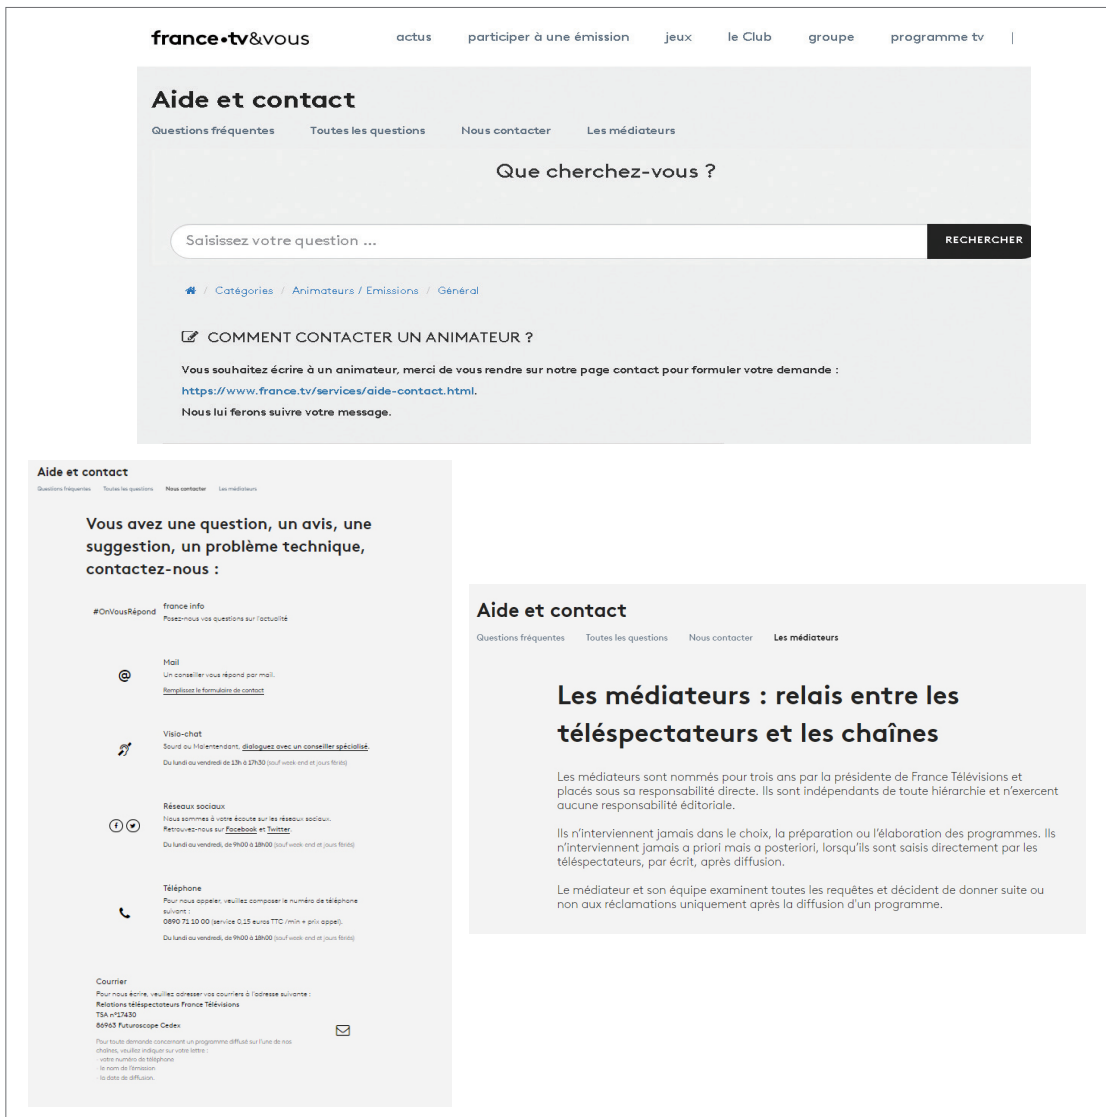 france•tv&vous
actus participer à une émission jeux le Club groupe programme tv |
Aide et contact
Questions fréquentes Toutes les questions Nous contacter Les médiateurs
Que cherchez-vous ?
Saisissez votre question ...
RECHERCHER
/ Catégories / Animateurs / Emissions / Général
COMMENT CONTACTER UN ANIMATEUR ?
Vous souhaitez écrire à un animateur, merci de vous rendre sur notre page contact pour formuler votre demande :
https://www.france.tv/services/aide-contact.html.
Nous lui ferons suivre votre message.
Aide et contact
Questions fréquentes Toutes les questions Nous contacter Les médiateurs
Vous avez une question, un avis, une
suggestion, un problème technique,
contactez-nous :
#OnVousRépond
france info
Posez-nous vos questions sur l'actualité
@
Mail
Un conseiller vous répond par mail.
Remplissez le formulaire de contact
Visio-chat
Sourd ou Malentendant, dialoguez avec un conseiller spécialisé.
Du lundi au vendredi de 13h à 17h30 (sauf week-end et jours fériés)
Réseaux sociaux
Nous sommes à votre écoute sur les réseaux sociaux.
Retrouvez-nous sur Facebook et Twitter.
Du lundi au vendredi, de 9h00 à 18h00 (sauf week-end et jours fériés)
Téléphone
Pour nous appeler, veuillez composer le numéro de téléphone
suivant :
0890 71 10 00 (service 0,15 euros TTC /min + prix appel).
Du lundi au vendredi, de 9h00 à 18h00 (sauf week-end et jours fériés)
Courrier
Pour nous écrire, veuillez adresser vos courriers à l'adresse suivante :
Relations téléspectateurs France Télévisions
TSA n°17430
86963 Futuroscope Cedex
Pour toute demande concernant un programme diffusé sur l'une de nos
chaînes, veuillez indiquer sur votre lettre :
- votre numéro de téléphone
- le nom de l'émission
- la date de diffusion.
Aide et contact
Questions fréquentes Toutes les questions Nous contacter Les médiateurs
Les médiateurs : relais entre les
téléspectateurs et les chaînes
Les médiateurs sont nommés pour trois ans par la présidente de France Télévisions et
placés sous sa responsabilité directe. Ils sont indépendants de toute hiérarchie et n'exercent
aucune responsabilité éditoriale.
Ils n'interviennent jamais dans le choix, la préparation ou l'élaboration des programmes. Ils
n'interviennent jamais a priori mais a posteriori, lorsqu'ils sont saisis directement par les
téléspectateurs, par écrit, après diffusion.
Le médiateur et son équipe examinent toutes les requêtes et décident de donner suite ou
non aux réclamations uniquement après la diffusion d'un programme.